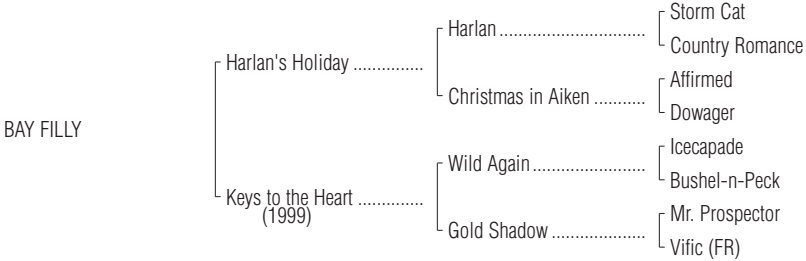 Storm Cat
Harlan ..............................
Country Romance
Harlan's Holiday ...............
Affirmed
Christmas in Aiken ...........
Dowager
BAY FILLY
Icecapade
Wild Again .......................
Bushel-n-Peck
Keys to the Heart ..............
(1999)
Mr. Prospector
Gold Shadow ....................
Vific (FR)